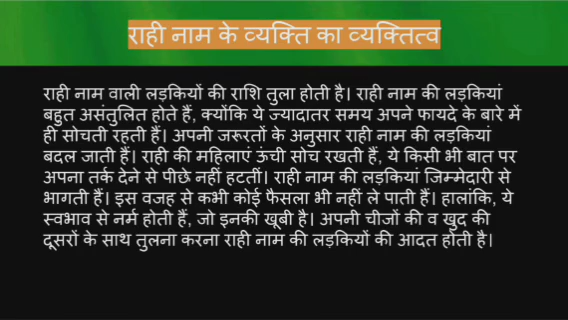 राही नाम के व्यक्ति का व्यक्तित्व
राही नाम वाली लड़कियों की राशि तुला होती है। राही नाम की लड़कियां
बहुत असंतुलित होते हैं, क्योंकि ये ज्यादातर समय अपने फायदे के बारे में
ही सोचती रहती हैं। अपनी जरूरतों के अनुसार राही नाम की लड़कियां
बदल जाती हैं। राही की महिलाएं ऊंची सोच रखती हैं, ये किसी भी बात पर
अपना तर्क देने से पीछे नहीं हटतीं। राही नाम की लड़कियां जिम्मेदारी से
भागती हैं। इस वजह से कभी कोई फैसला भी नहीं ले पाती हैं। हालांकि, ये
स्वभाव से नर्म होती हैं, जो इनकी खूबी है। अपनी चीजों की व खुद की
दूसरों के साथ तुलना करना राही नाम की लड़कियों की आदत होती है।